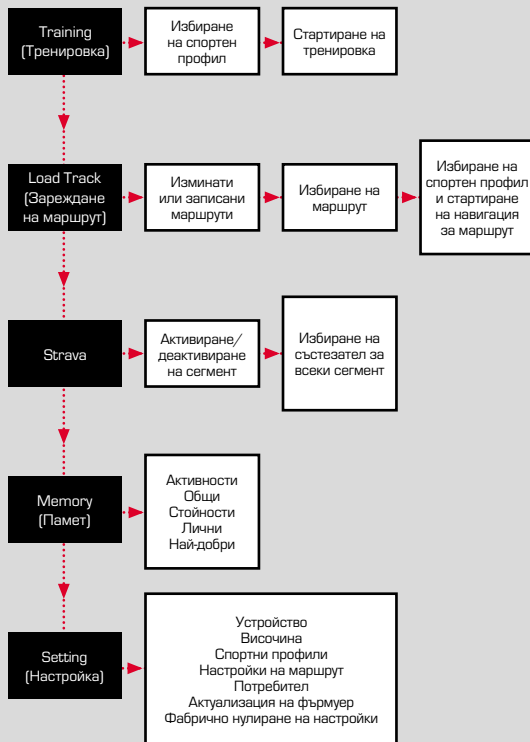 Training
(Тренировка)
Избиране
на спортен
профил
Стартиране на
тренировка
Load Track
(Зареждане
на маршрут)
Изминати
или записани
маршрути
Избиране на
маршрут
Избиране на
спортен профил
и стартиране
на навигация
за маршрут
Strava
Активиране/
деактивиране
на сегмент
Избиране на
състезател за
всеки сегмент
Memory
(Памет)
Активности
Общи
Стойности
Лични
Най-добри
Setting
(Настройка)
Устройство
Височина
Спортни профили
Настройки на маршрут
Потребител
Актуализация на фърмуер
Фабрично нулиране на настройки